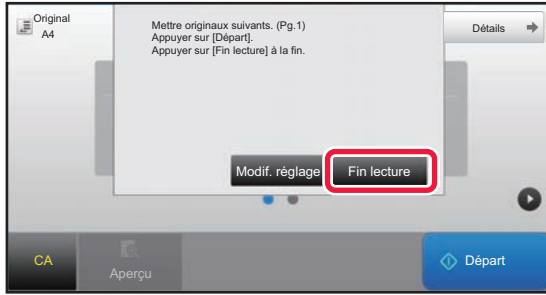 Original
A4
Mettre originaux suivants. (Pg.1)
Appuyer sur [Départ].
Appuyer sur [Fin lecture] à la fin.
Détails
Modif. réglage
Fin lecture
CA
Aperçu
Départ